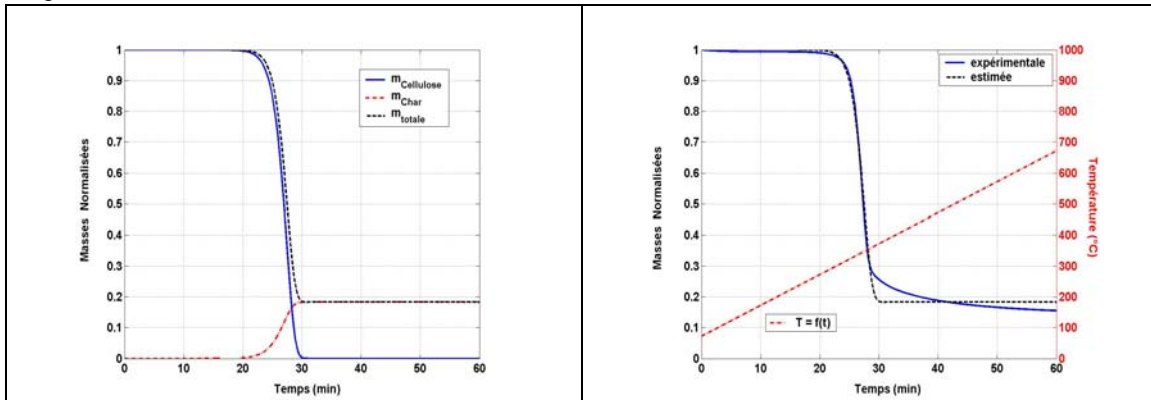 1
0.9
0.8
0.7
0.6
0.5
0.4
0.3
0.2
0.1
0
Masses Normalisées
m Cellulose
m Char
m totale
0 10 20 30 40 50 60
Temps (min)
1
0.9
0.8
0.7
0.6
0.5
0.4
0.3
0.2
0.1
0
Masses Normalisées
expérimentale
estimée
T = f(t)
1000
900
800
700
600
500
400
300
200
100
0
Température (°C)
0 10 20 30 40 50 60
Temps (min)